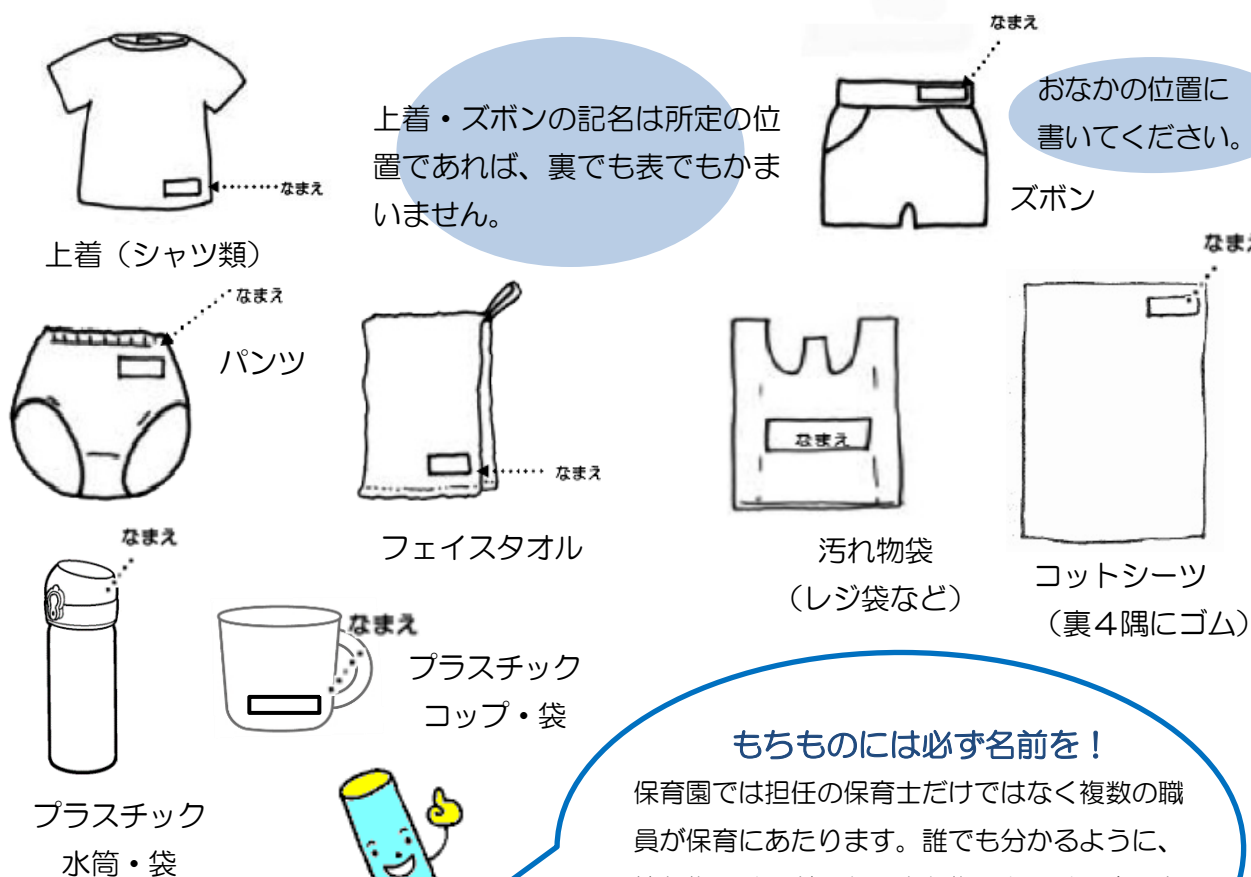 なまえ
上着・ズボンの記名は所定の位
置であれば、裏でも表でもかま
いません。
なまえ
上着（シャツ類）
なまえ
おなかの位置に
書いてください。
ズボン
なまえ
パンツ
なまえ
フェイスタオル
なまえ
汚れ物袋
（レジ袋など）
なまえ
コットシーツ
（裏４隅にゴム）
なまえ
プラスチック
水筒・袋
なまえ
プラスチック
コップ・袋
もちものには必ず名前を！
保育園では担任の保育士だけではなく複数の職
員が保育にあたります。誰でも分かるように、